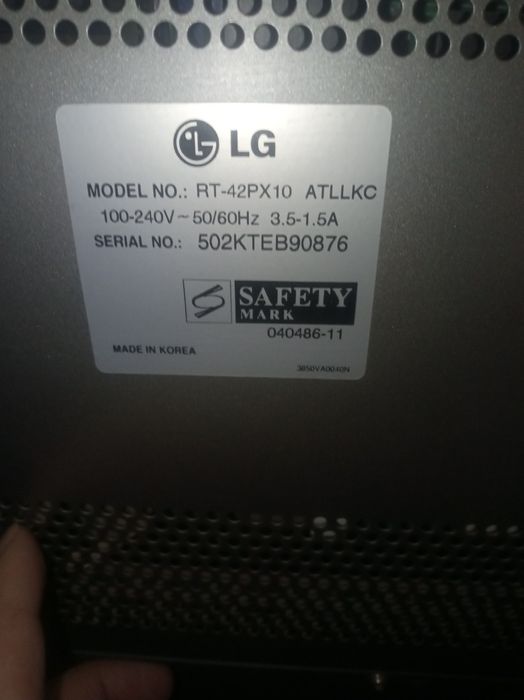 LG
MODEL NO.: RT-42PX10 ATLLKC
100-240V~50/60Hz 3.5-1.5A
SERIAL NO.: 502KTEB90876
SAFETY
MARK
040486-11
MADE IN KOREA
3850VA0040N